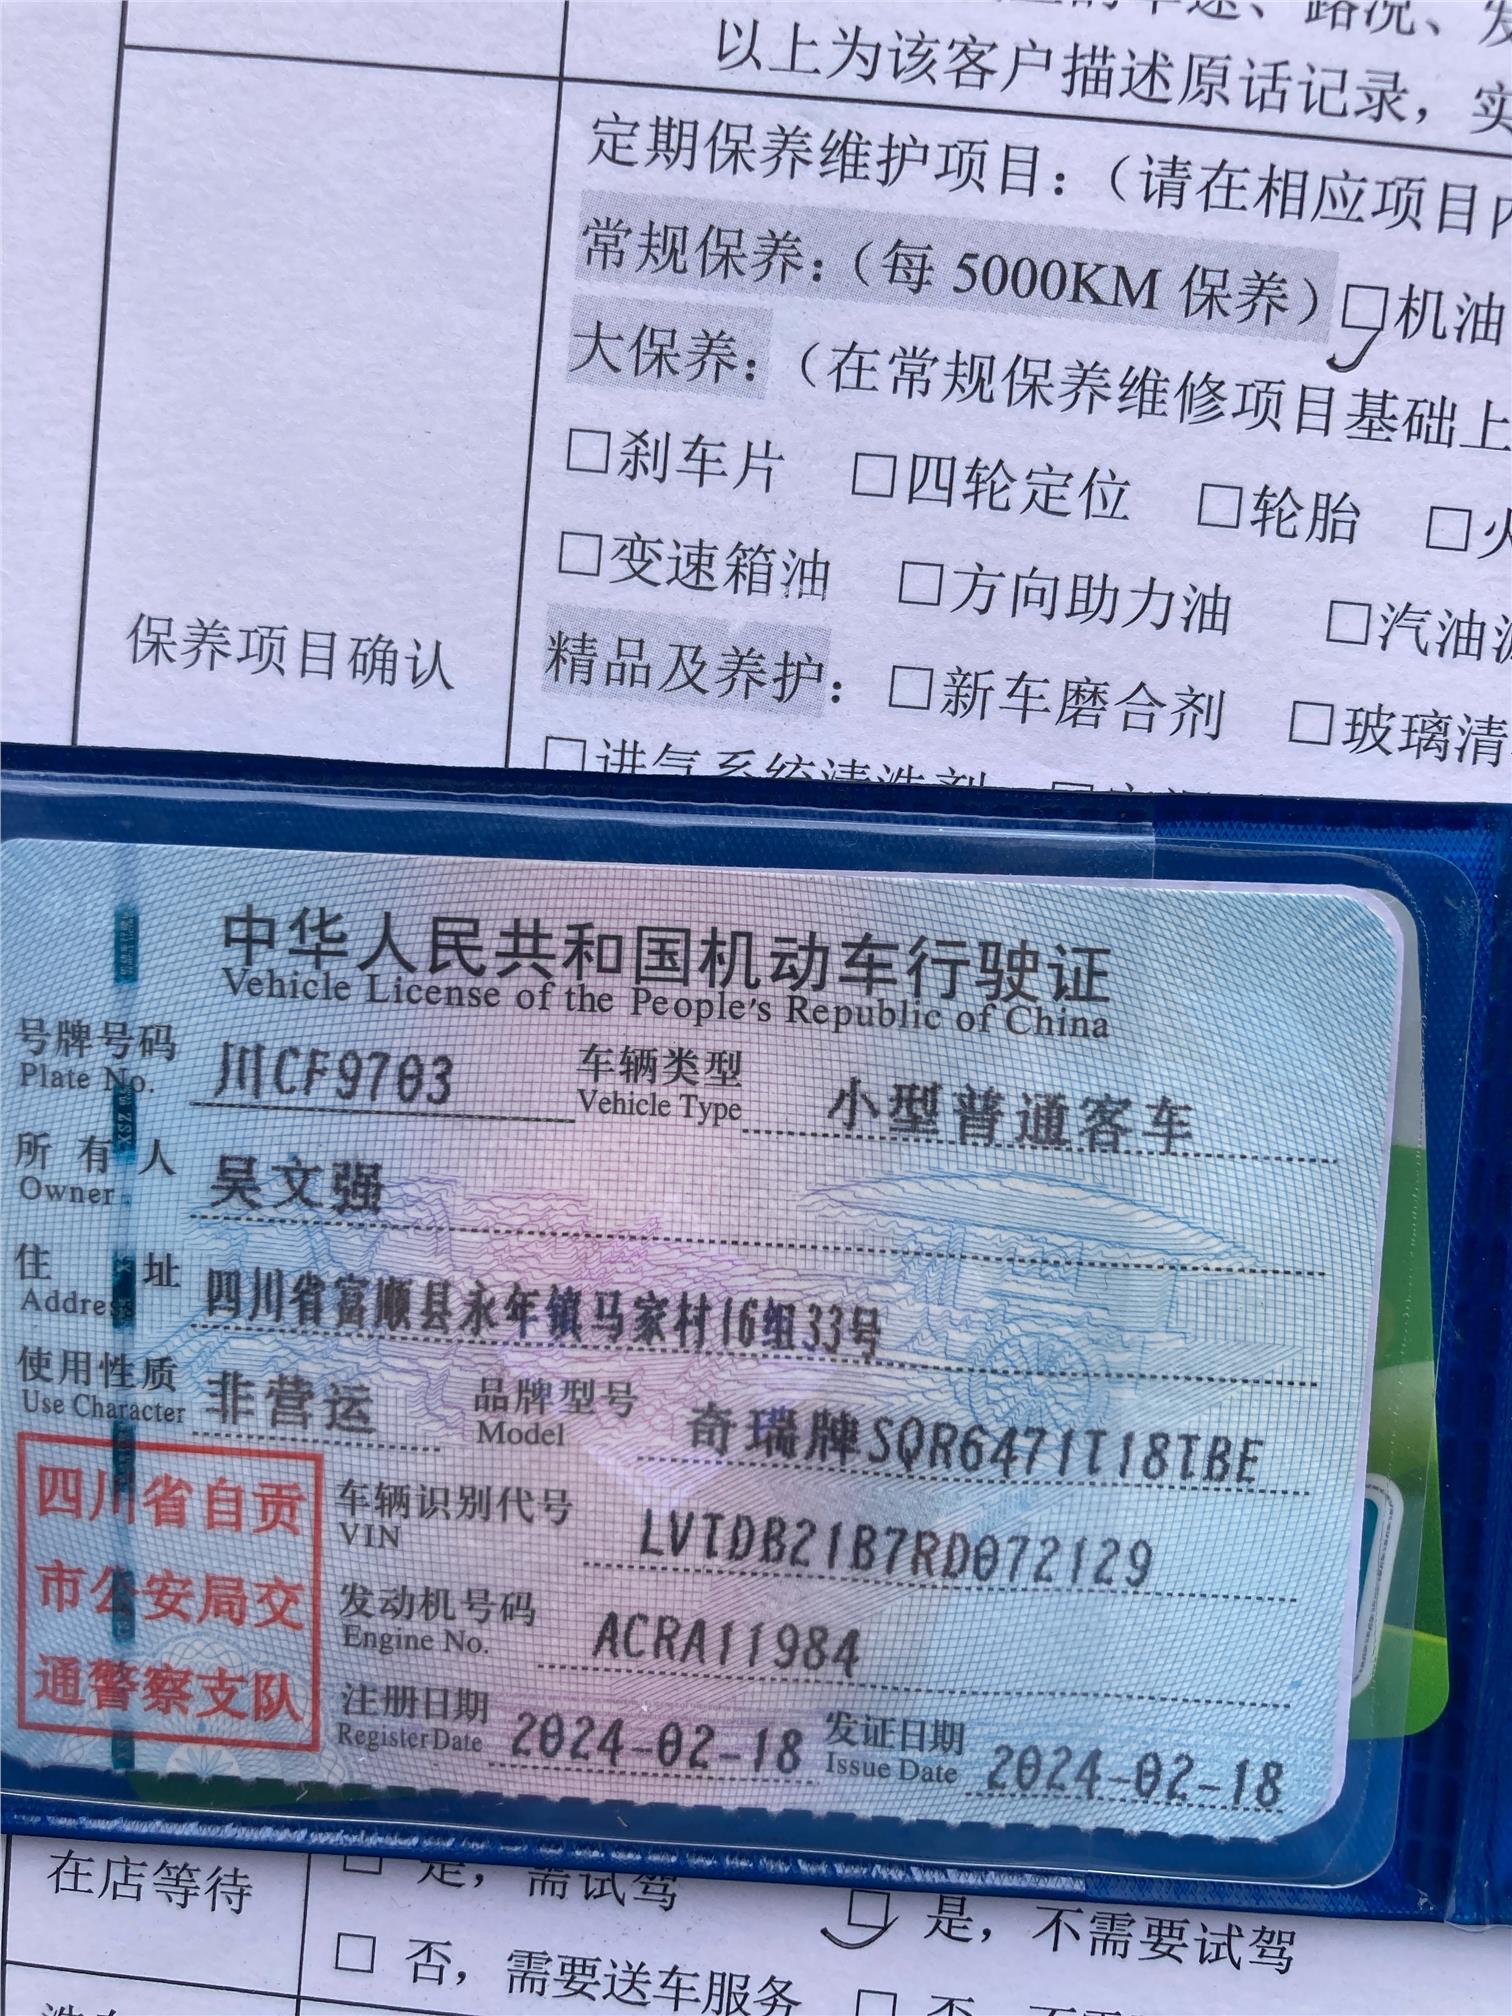 以上为该客户描述原话记录，实
定期保养维护项目：（请在相应项目内
常规保养：（每 5000KM 保养）□机油
大保养：（在常规保养维修项目基础上
□刹车片 □四轮定位 □轮胎 □火
□变速箱油 □方向助力油 □汽油滤
保养项目确认
精品及养护： □新车磨合剂 □玻璃清
□进气系统清洗剂
中华人民共和国机动车行驶证
Vehicle License of the People's Republic of China
号牌号码 川CF9703 车辆类型 小型普通客车
Plate No. Vehicle Type
所有人 吴文强
Owner
住址 四川省富顺县永年镇马家村16组33号
Address
使用性质 非营运 品牌型号 奇瑞牌SQR6471T18TBE
Use Character Model
四川省自贡
市公安局交
通警察支队
车辆识别代号 LVTDB21B7RD072129
VIN
发动机号码 ACRA11984
Engine No.
注册日期 2024-02-18 发证日期 2024-02-18
Register Date Issue Date
在店等待
□ 是，需试驾 □ 是，不需要试驾
□ 否，需要送车服务